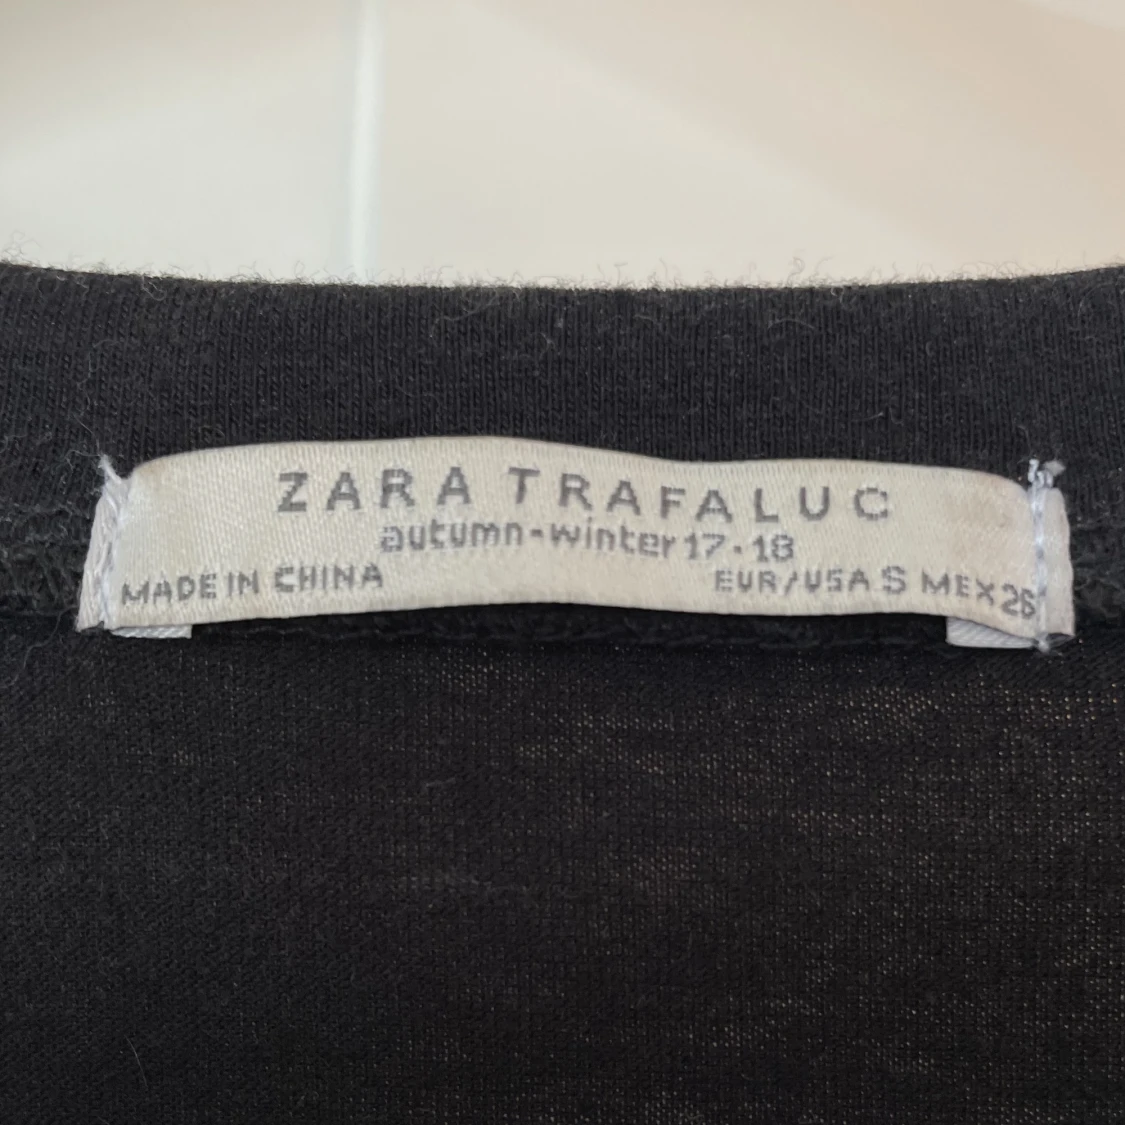 ZARA TRAFALUC
autumn-winter 17·18
MADE IN CHINA EUR/USA S MEX 26